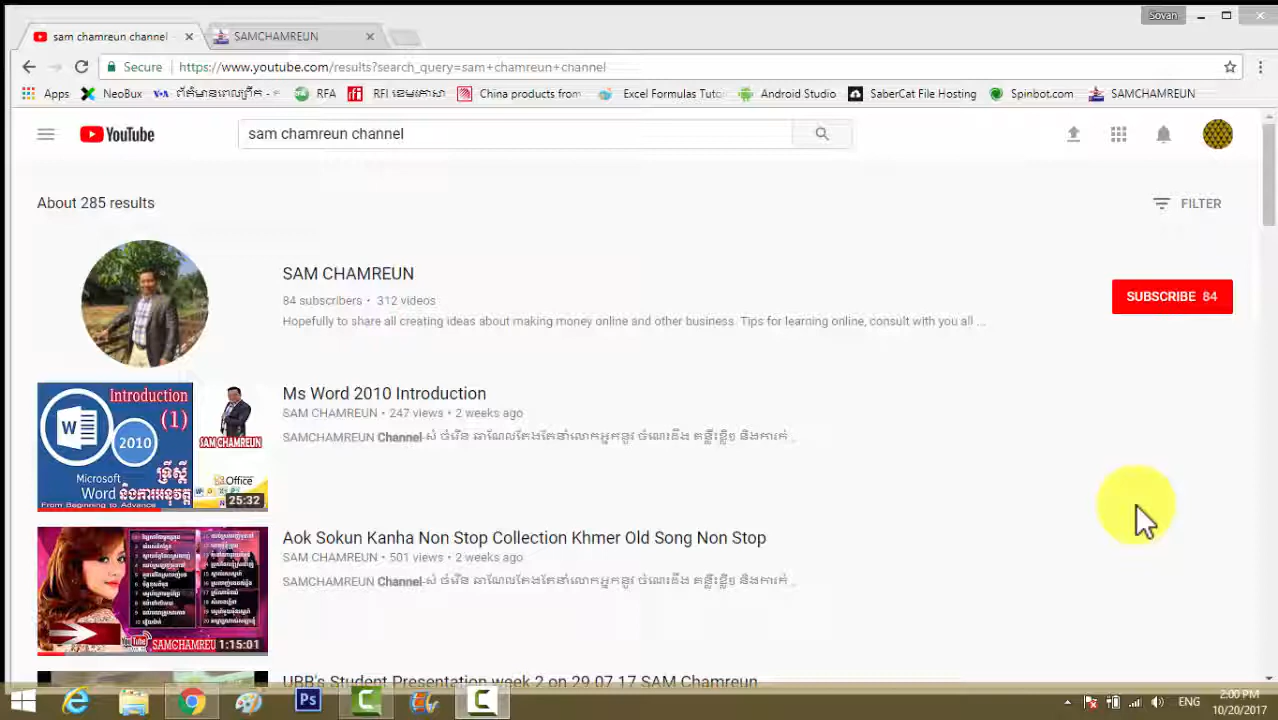 Sovan
sam chamreun channel
SAMCHAMREUN
Secure https://www.youtube.com/results?search_query=sam+chamreun+channel
Apps NeoBux RFA China products from Excel Formulas Tuto Android Studio SaberCat File Hosting Spinbot.com SAMCHAMREUN
YouTube
sam chamreun channel
About 285 results
FILTER
SAM CHAMREUN
84 subscribers • 312 videos
SUBSCRIBE 84
Hopefully to share all creating ideas about making money online and other business. Tips for learning online, consult with you all ...
Introduction
(1)
2010
Microsoft
Word
SAM CHAMREUN
Office
From Beginning to Advance
25:32
Ms Word 2010 Introduction
SAM CHAMREUN • 247 views • 2 weeks ago
SAMCHAMREUN Channel
Aok Sokun Kanha Non Stop Collection Khmer Old Song Non Stop
SAM CHAMREUN • 501 views • 2 weeks ago
SAMCHAMREUN Channel
YouTube SAMCHAMREU
1:15:01
UBB's Student Presentation week 2 on 29 07 17 SAM Chamreun
Ps
ENG
2:00 PM
10/20/2017